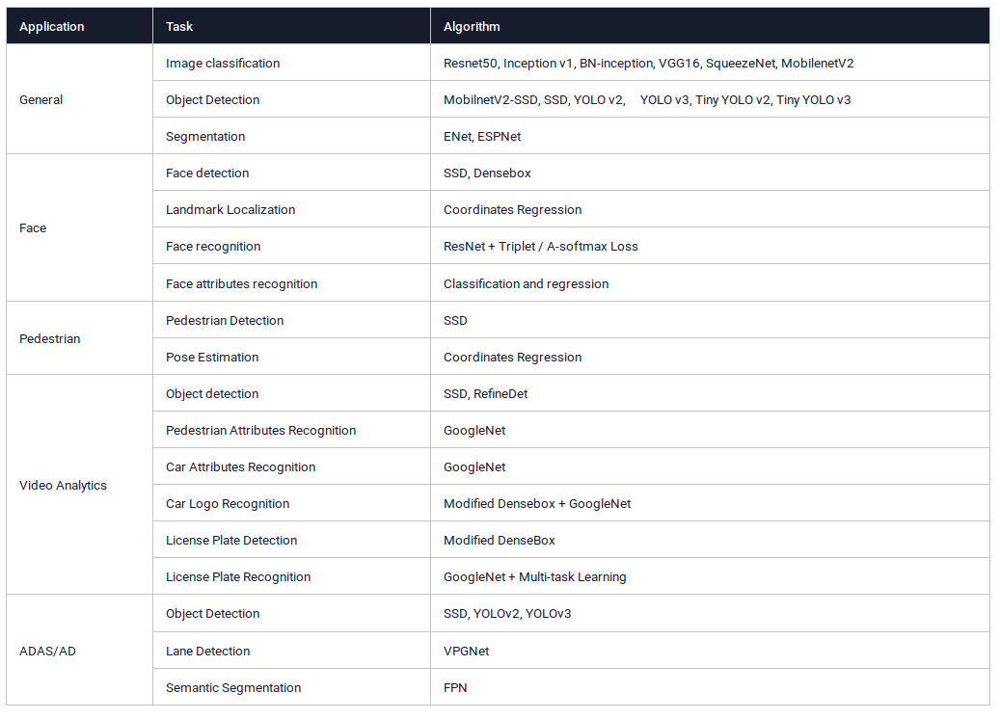 Application Task Algorithm
General
Image classification Resnet50, Inception v1, BN-inception, VGG16, SqueezeNet, MobilenetV2
Object Detection MobilnetV2-SSD, SSD, YOLO v2, YOLO v3, Tiny YOLO v2, Tiny YOLO v3
Segmentation ENet, ESPNet
Face
Face detection SSD, Densebox
Landmark Localization Coordinates Regression
Face recognition ResNet + Triplet / A-softmax Loss
Face attributes recognition Classification and regression
Pedestrian
Pedestrian Detection SSD
Pose Estimation Coordinates Regression
Video Analytics
Object detection SSD, RefineDet
Pedestrian Attributes Recognition GoogleNet
Car Attributes Recognition GoogleNet
Car Logo Recognition Modified Densebox + GoogleNet
License Plate Detection Modified DenseBox
License Plate Recognition GoogleNet + Multi-task Learning
ADAS/AD
Object Detection SSD, YOLOv2, YOLOv3
Lane Detection VPGNet
Semantic Segmentation FPN